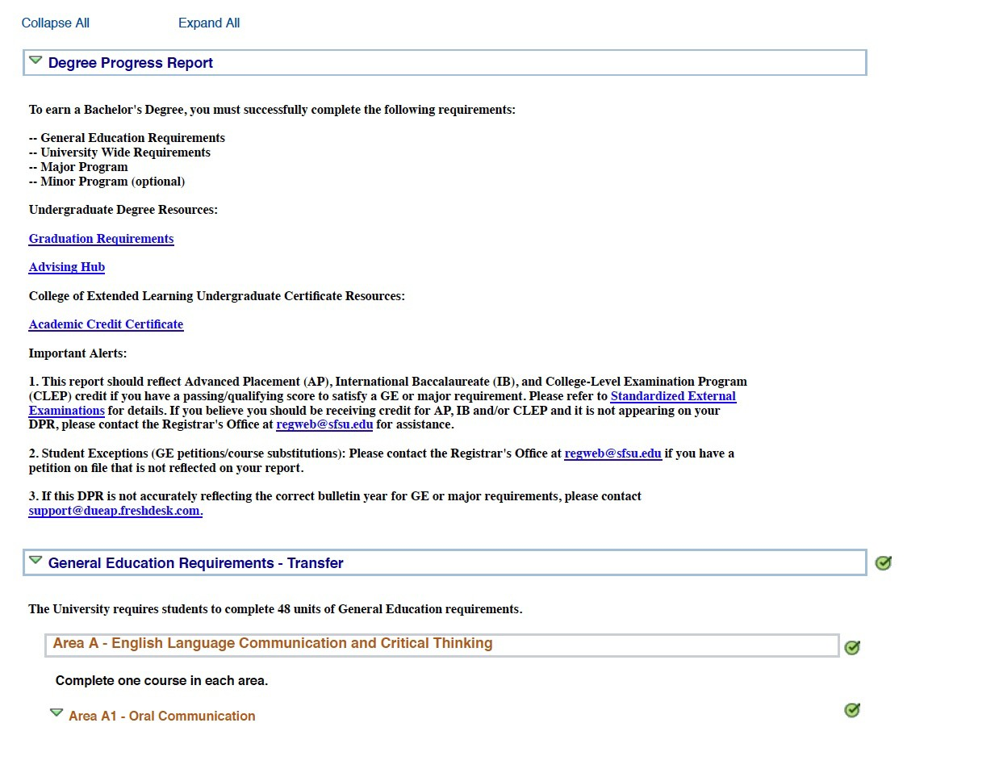 Collapse All Expand All
Degree Progress Report
To earn a Bachelor's Degree, you must successfully complete the following requirements:
-- General Education Requirements
-- University Wide Requirements
-- Major Program
-- Minor Program (optional)
Undergraduate Degree Resources:
Graduation Requirements
Advising Hub
College of Extended Learning Undergraduate Certificate Resources:
Academic Credit Certificate
Important Alerts:
1. This report should reflect Advanced Placement (AP), International Baccalaureate (IB), and College-Level Examination Program
(CLEP) credit if you have a passing/qualifying score to satisfy a GE or major requirement. Please refer to Standardized External
Examinations for details. If you believe you should be receiving credit for AP, IB and/or CLEP and it is not appearing on your
DPR, please contact the Registrar's Office at regweb@sfsu.edu for assistance.
2. Student Exceptions (GE petitions/course substitutions): Please contact the Registrar's Office at regweb@sfsu.edu if you have a
petition on file that is not reflected on your report.
3. If this DPR is not accurately reflecting the correct bulletin year for GE or major requirements, please contact
support@dueap.freshdesk.com.
General Education Requirements - Transfer
The University requires students to complete 48 units of General Education requirements.
Area A - English Language Communication and Critical Thinking
Complete one course in each area.
Area A1 - Oral Communication